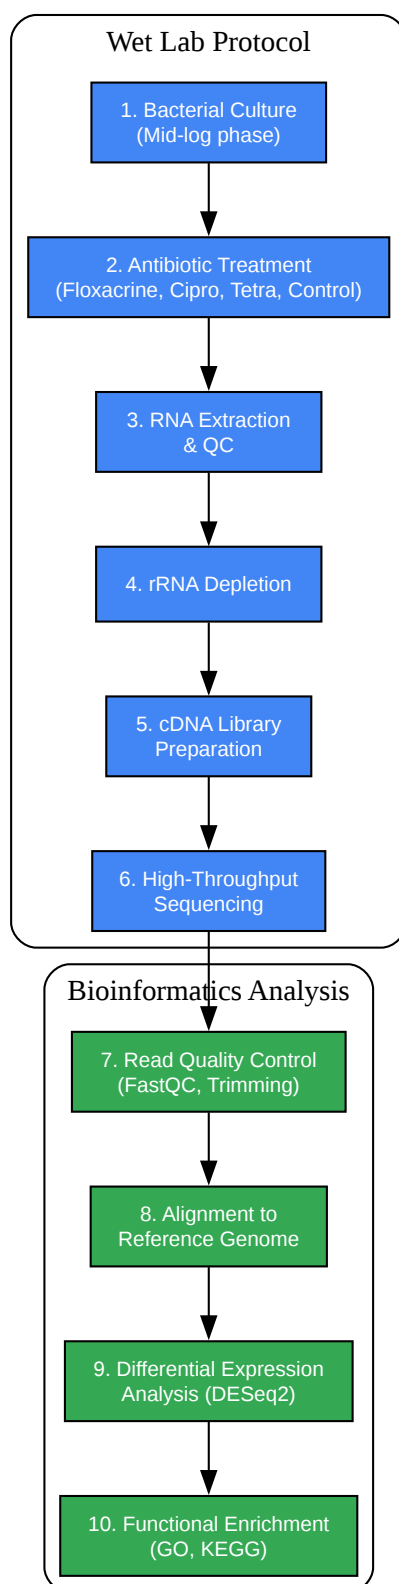 Wet Lab Protocol
1. Bacterial Culture
(Mid-log phase)
2. Antibiotic Treatment
(Floxacrine, Cipro, Tetra, Control)
3. RNA Extraction
& QC
4. rRNA Depletion
5. cDNA Library
Preparation
6. High-Throughput
Sequencing
Bioinformatics Analysis
7. Read Quality Control
(FastQC, Trimming)
8. Alignment to
Reference Genome
9. Differential Expression
Analysis (DESeq2)
10. Functional Enrichment
(GO, KEGG)